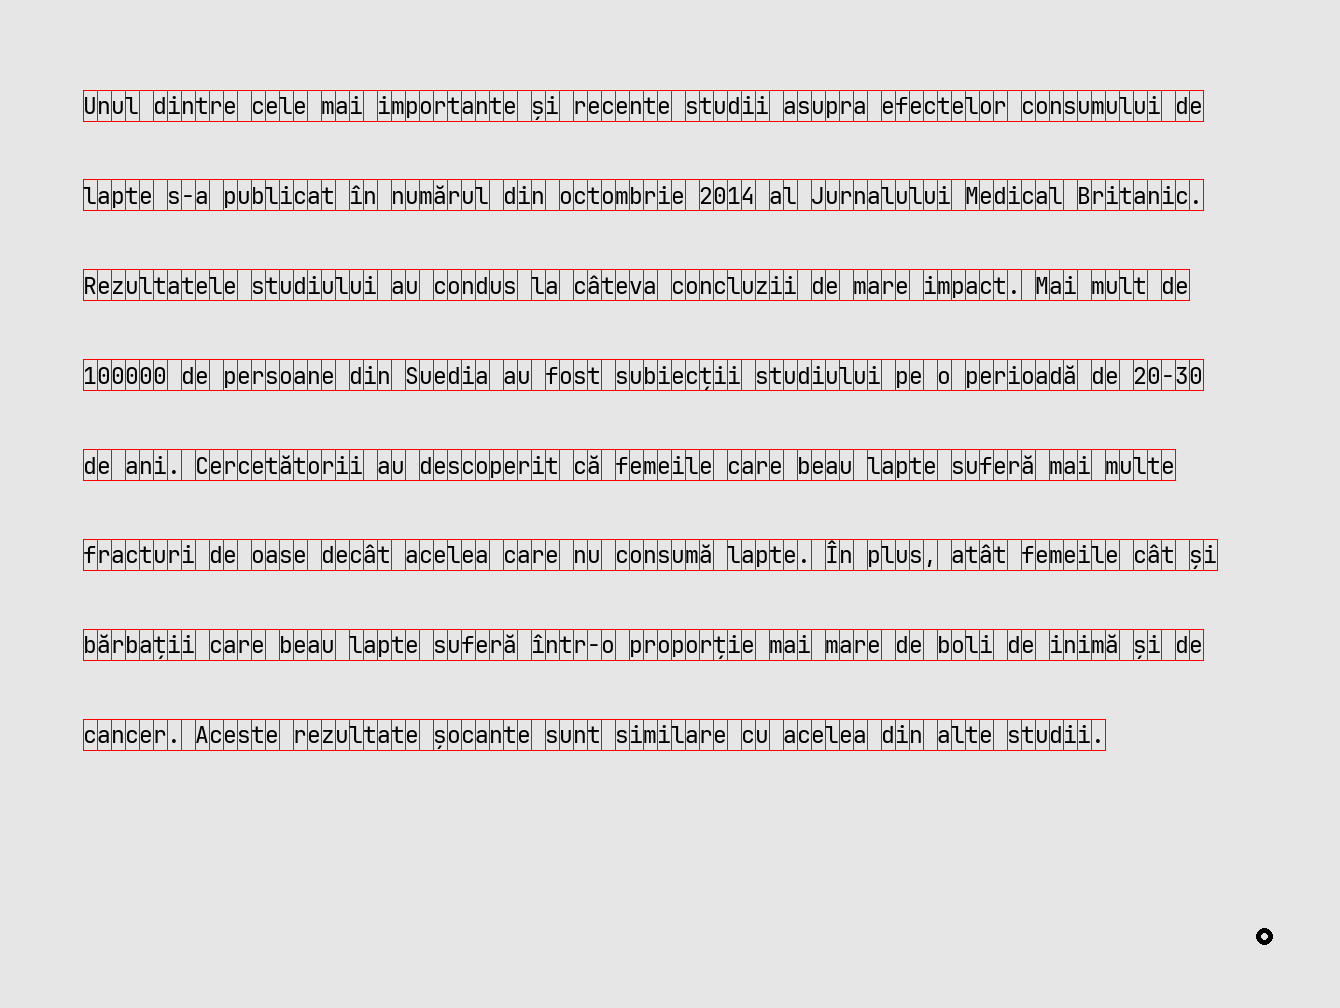 Unul dintre cele mai importante și recente studii asupra efectelor consumului de
lapte s-a publicat în numărul din octombrie 2014 al Jurnalului Medical Britanic.
Rezultatele studiului au condus la câteva concluzii de mare impact. Mai mult de
100000 de persoane din Suedia au fost subiecții studiului pe o perioadă de 20-30
de ani. Cercetătorii au descoperit că femeile care beau lapte suferă mai multe
fracturi de oase decât acelea care nu consumă lapte. În plus, atât femeile cât și
bărbații care beau lapte suferă într-o proporție mai mare de boli de inimă și de
cancer. Aceste rezultate șocante sunt similare cu acelea din alte studii.